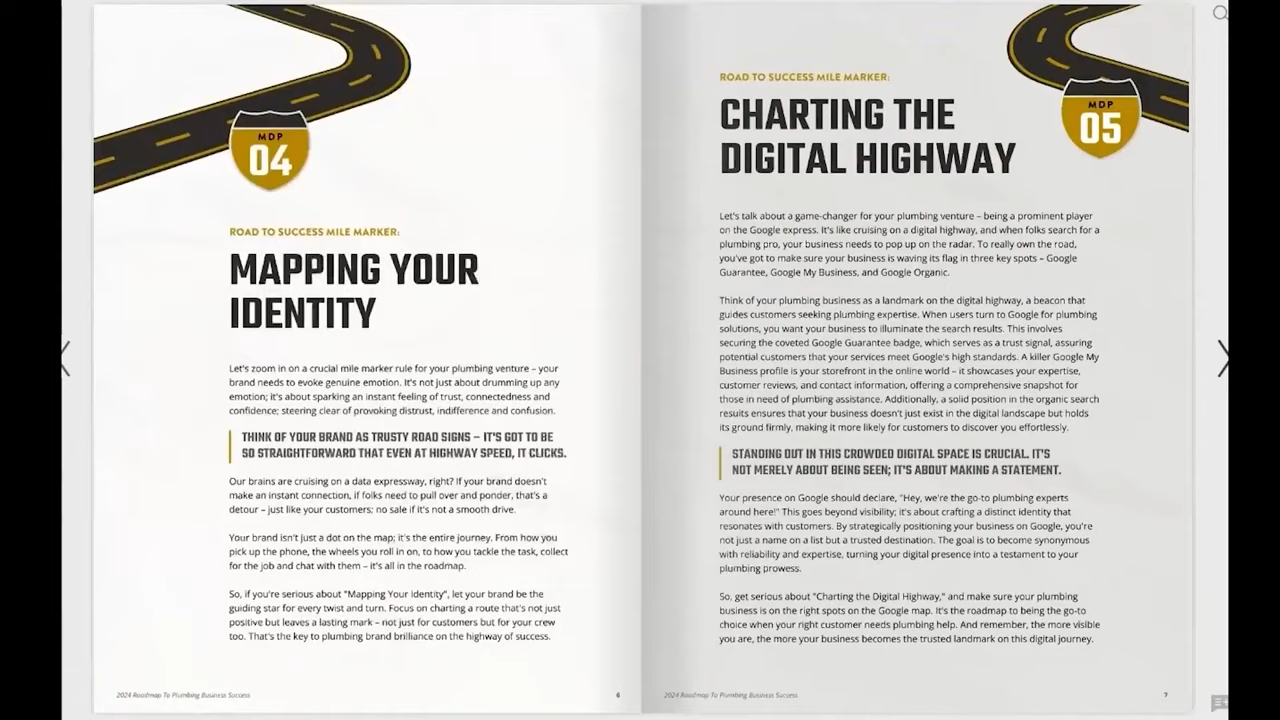 MDP
04
ROAD TO SUCCESS MILE MARKER:
MAPPING YOUR
IDENTITY
Let's zoom in on a crucial mile marker rule for your plumbing venture – your
brand needs to evoke genuine emotion. It's not just about drumming up any
emotion; it's about sparking an instant feeling of trust, connectedness and
confidence; steering clear of provoking distrust, indifference and confusion.
THINK OF YOUR BRAND AS TRUSTY ROAD SIGNS – IT'S GOT TO BE
SO STRAIGHTFORWARD THAT EVEN AT HIGHWAY SPEED, IT CLICKS.
Our brains are cruising on a data expressway, right? If your brand doesn't
make an instant connection, if folks need to pull over and ponder, that's a
detour – just like your customers; no sale if it's not a smooth drive.
Your brand isn't just a dot on the map; it's the entire journey. From how you
pick up the phone, the wheels you roll in on, to how you tackle the task, collect
for the job and chat with them – it's all in the roadmap.
So, if you're serious about "Mapping Your Identity", let your brand be the
guiding star for every twist and turn. Focus on charting a route that's not just
positive but leaves a lasting mark – not just for customers but for your crew
too. That's the key to plumbing brand brilliance on the highway of success.
2024 Roadmap To Plumbing Business Success
6
MDP
05
ROAD TO SUCCESS MILE MARKER:
CHARTING THE
DIGITAL HIGHWAY
Let's talk about a game-changer for your plumbing venture – being a prominent player
on the Google express. It's like cruising on a digital highway, and when folks search for a
plumbing pro, your business needs to pop up on the radar. To really own the road,
you've got to make sure your business is waving its flag in three key spots – Google
Guarantee, Google My Business, and Google Organic.
Think of your plumbing business as a landmark on the digital highway, a beacon that
guides customers seeking plumbing expertise. When users turn to Google for plumbing
solutions, you want your business to illuminate the search results. This involves
securing the coveted Google Guarantee badge, which serves as a trust signal, assuring
potential customers that your services meet Google's high standards. A killer Google My
Business profile is your storefront in the online world – it showcases your expertise,
customer reviews, and contact information, offering a comprehensive snapshot for
those in need of plumbing assistance. Additionally, a solid position in the organic search
results ensures that your business doesn't just exist in the digital landscape but holds
its ground firmly, making it more likely for customers to discover you effortlessly.
STANDING OUT IN THIS CROWDED DIGITAL SPACE IS CRUCIAL. IT'S
NOT MERELY ABOUT BEING SEEN; IT'S ABOUT MAKING A STATEMENT.
Your presence on Google should declare, "Hey, we're the go-to plumbing experts
around here!" This goes beyond visibility; it's about crafting a distinct identity that
resonates with customers. By strategically positioning your business on Google, you're
not just a name on a list but a trusted destination. The goal is to become synonymous
with reliability and expertise, turning your digital presence into a testament to your
plumbing prowess.
So, get serious about "Charting the Digital Highway," and make sure your plumbing
business is on the right spots on the Google map. It's the roadmap to being the go-to
choice when your right customer needs plumbing help. And remember, the more visible
you are, the more your business becomes the trusted landmark on this digital journey.
2024 Roadmap To Plumbing Business Success
7